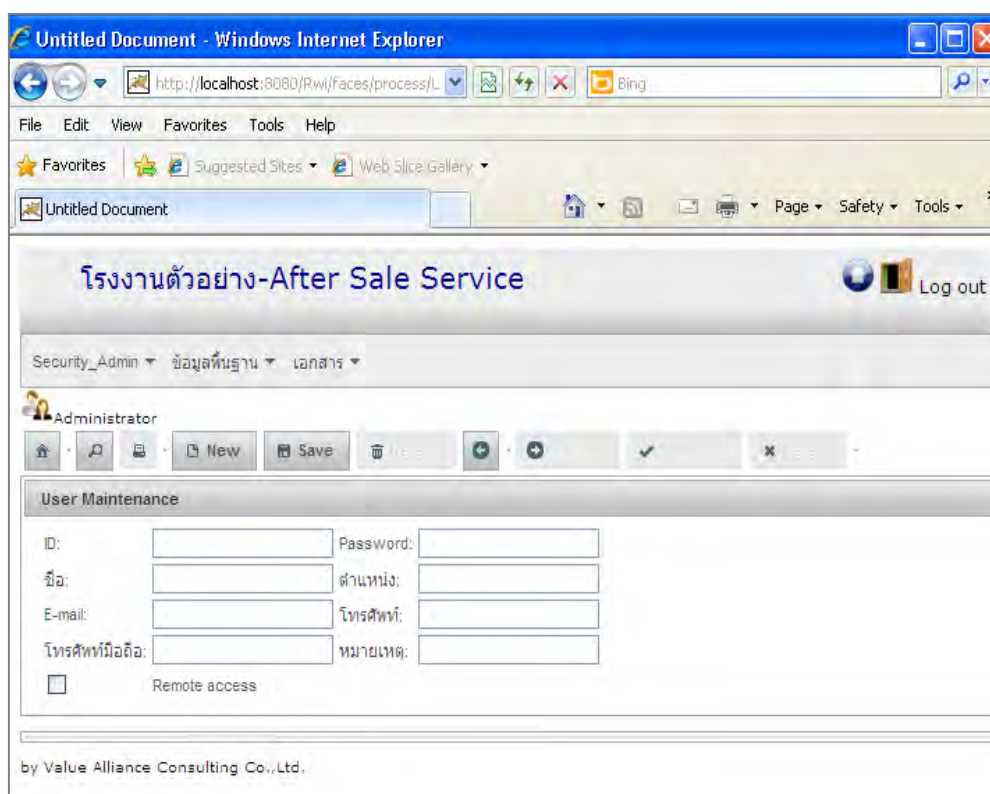 Untitled Document - Windows Internet Explorer
http://localhost:8080/Rwi/faces/process/L Bing
File Edit View Favorites Tools Help
Favorites Suggested Sites Web Slice Gallery
Untitled Document Page Safety Tools
โรงงานตัวอย่าง-After Sale Service Log out
Security_Admin ข้อมูลพื้นฐาน เอกสาร
Administrator
New Save
User Maintenance
ID: Password:
ชื่อ: ตำแหน่ง:
E-mail: โทรศัพท์:
โทรศัพท์มือถือ: หมายเหตุ:
Remote access
by Value Alliance Consulting Co.,Ltd.